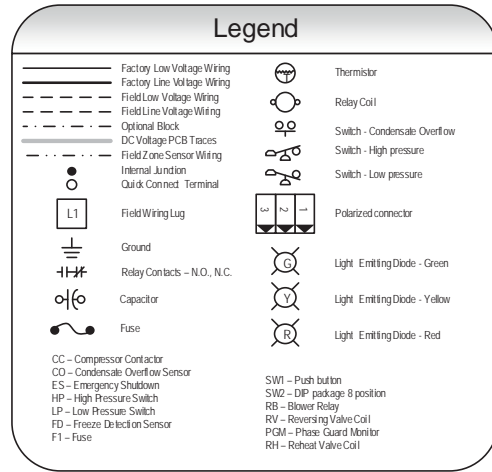 Legend
Factory Low Voltage Wiring
Factory Line Voltage Wiring
Field Low Voltage Wiring
Field Line Voltage Wiring
Optional Block
DC Voltage PCB Traces
Field Zone Sensor Wiring
Internal Junction
Quick Connect Terminal
L1
Field Wiring Lug
Ground
Relay Contacts – N.O., N.C.
Capacitor
Fuse
Thermistor
Relay Coil
Switch - Condensate Overflow
Switch - High pressure
Switch - Low pressure
3 2 1
Polarized connector
G
Light Emitting Diode - Green
Y
Light Emitting Diode - Yellow
R
Light Emitting Diode - Red
CC – Compressor Contactor
CO – Condensate Overflow Sensor
ES – Emergency Shutdown
HP – High Pressure Switch
LP – Low Pressure Switch
FD – Freeze Detection Sensor
F1 – Fuse
SW1 – Push button
SW2 – DIP package 8 position
RB – Blower Relay
RV – Reversing Valve Coil
PGM – Phase Guard Monitor
RH – Reheat Valve Coil